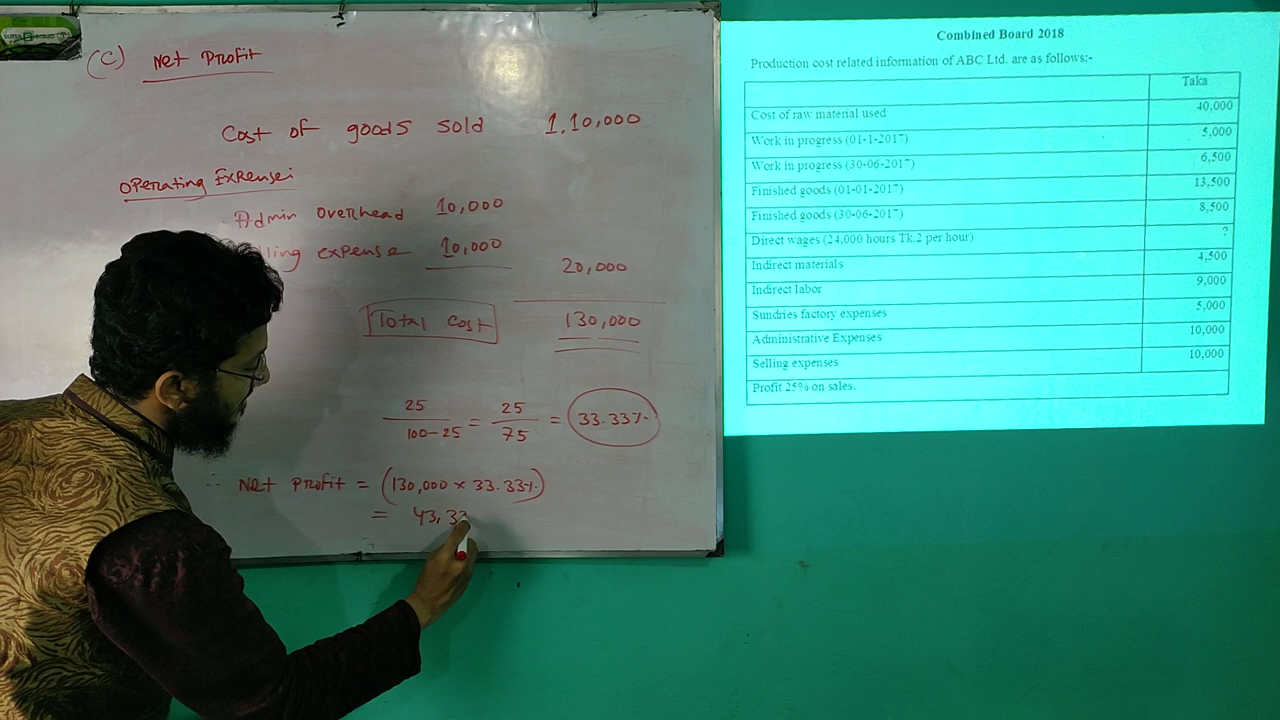 (C) Net Profit
Cost of goods sold 1,10,000
Operating Expense:
Admin overhead 10,000
lling expense 10,000
20,000
Total Cost 130,000
25 / 100-25 = 25 / 75 = 33.33%
∴ Net Profit = (130,000 × 33.33%)
= 43,33
Combined Board 2018
Production cost related information of ABC Ltd. are as follows:-
Taka
Cost of raw material used 40,000
Work in progress (01-1-2017) 5,000
Work in progress (30-06-2017) 6,500
Finished goods (01-01-2017) 13,500
Finished goods (30-06-2017) 8,500
Direct wages (24,000 hours Tk.2 per hour) ?
Indirect materials 4,500
Indirect labor 9,000
Sundries factory expenses 5,000
Administrative Expenses 10,000
Selling expenses 10,000
Profit 25% on sales.